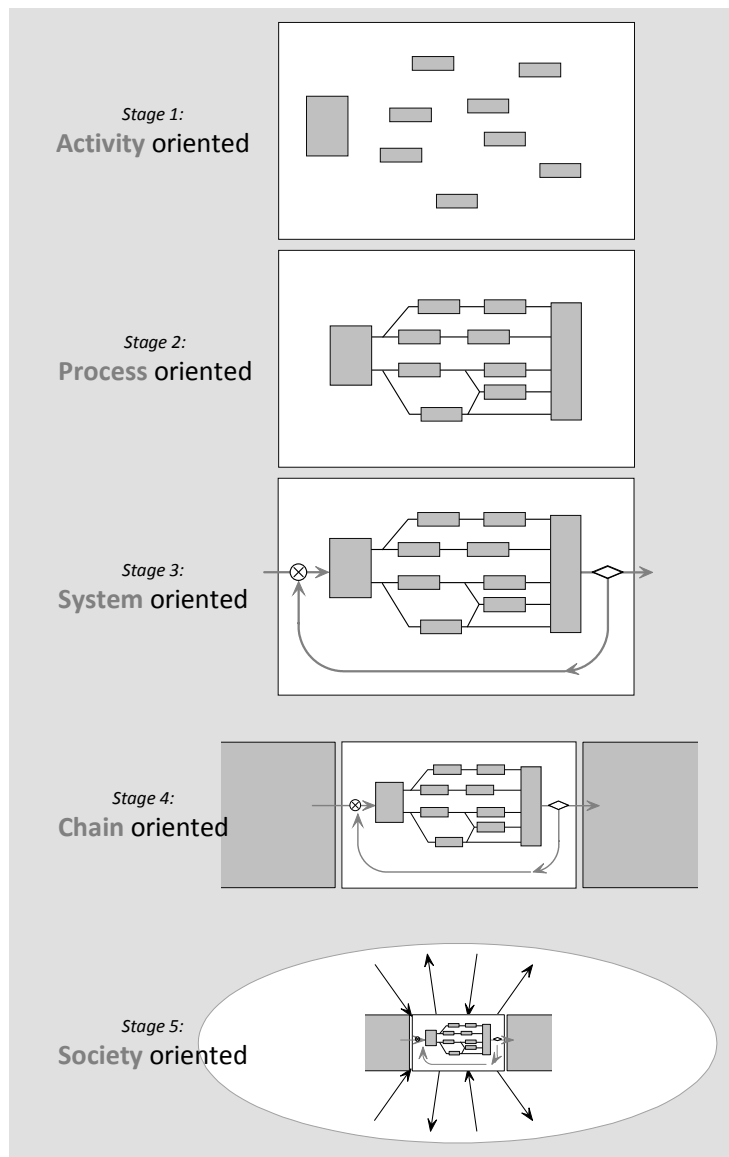 Stage 1:
Activity oriented
Stage 2:
Process oriented
Stage 3:
System oriented
Stage 4:
Chain oriented
Stage 5:
Society oriented